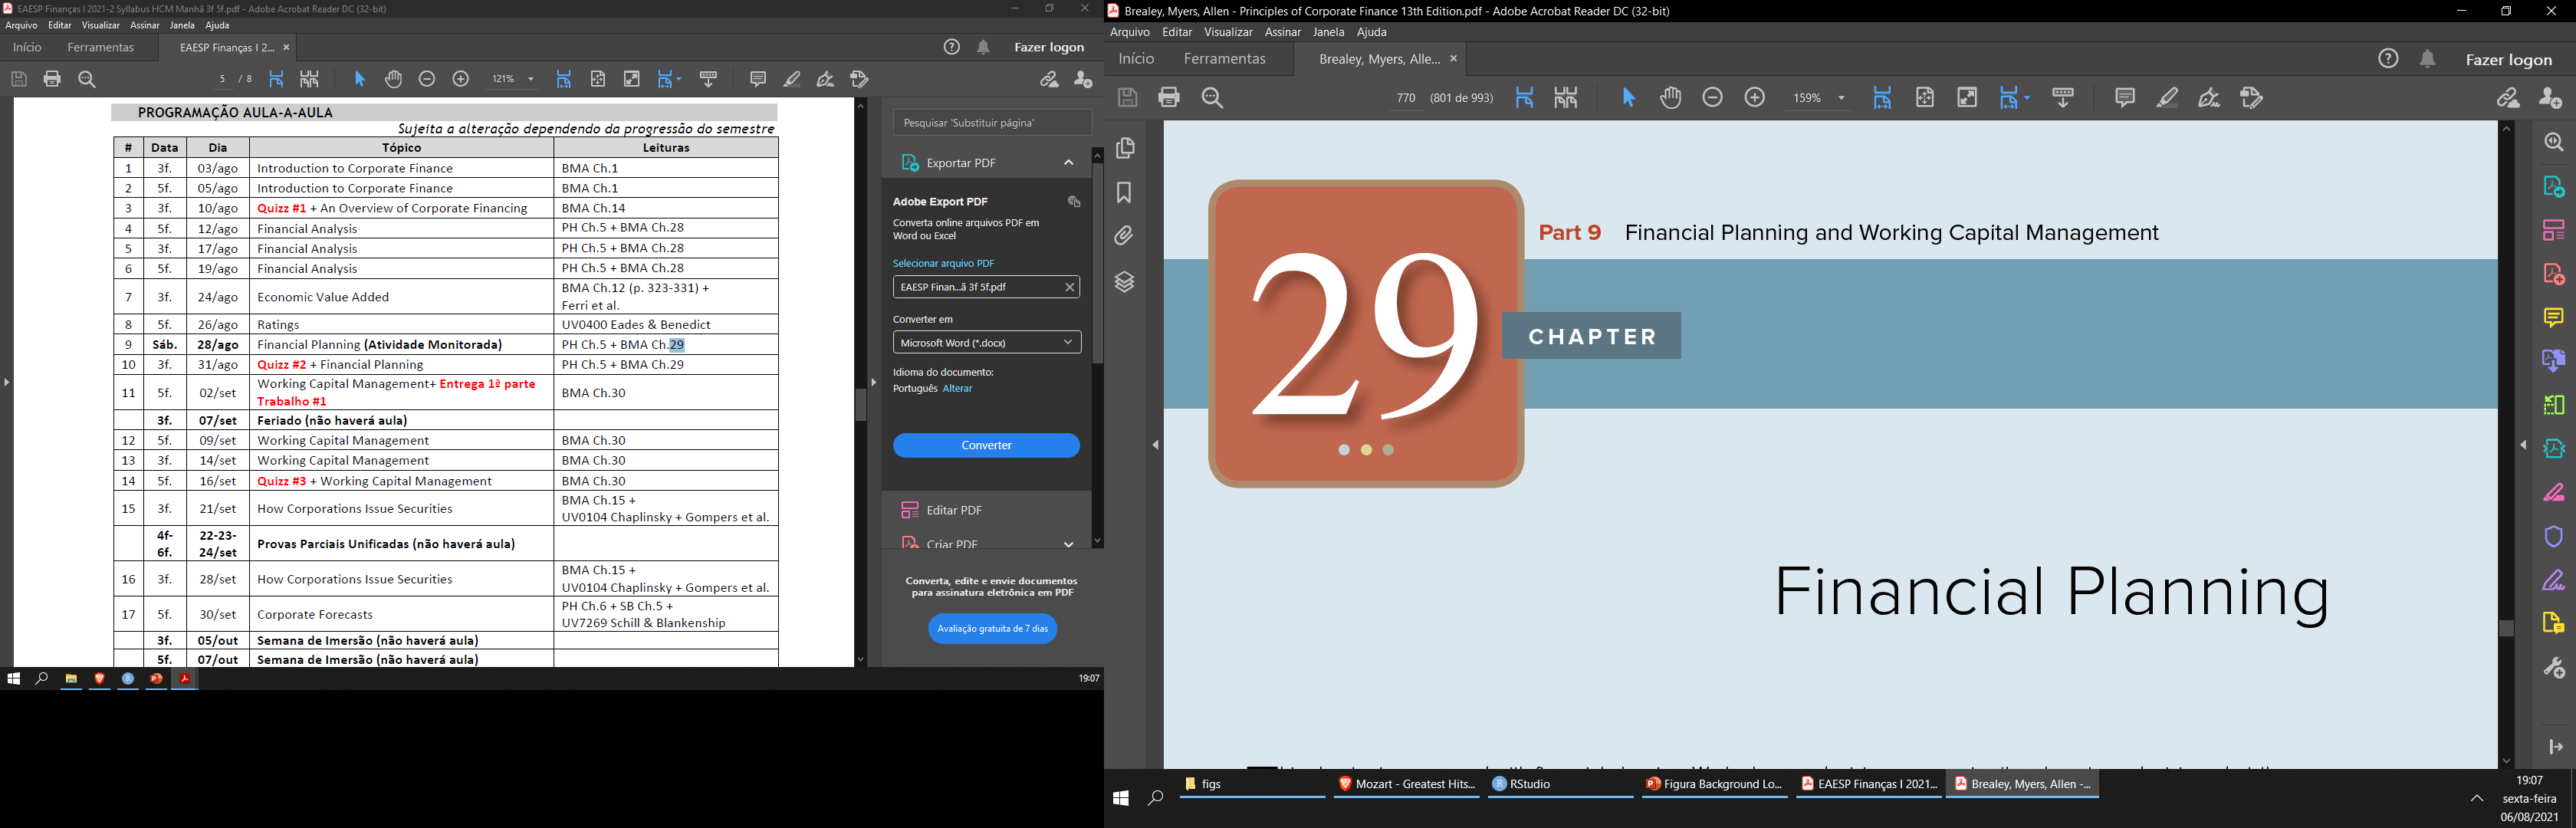 EAESP Finanças I 2021-2 Syllabus HCM Manhã 3f 5f.pdf - Adobe Acrobat Reader DC (32-bit)
Arquivo Editar Visualizar Assinar Janela Ajuda
Início Ferramentas EAESP Finanças I 2... × Fazer logon
5 / 8 121%
PROGRAMAÇÃO AULA-A-AULA
Sujeita a alteração dependendo da progressão do semestre
# Data Dia Tópico Leituras
1 3f. 03/ago Introduction to Corporate Finance BMA Ch.1
2 5f. 05/ago Introduction to Corporate Finance BMA Ch.1
3 3f. 10/ago Quizz #1 + An Overview of Corporate Financing BMA Ch.14
4 5f. 12/ago Financial Analysis PH Ch.5 + BMA Ch.28
5 3f. 17/ago Financial Analysis PH Ch.5 + BMA Ch.28
6 5f. 19/ago Financial Analysis PH Ch.5 + BMA Ch.28
7 3f. 24/ago Economic Value Added BMA Ch.12 (p. 323-331) +
Ferri et al.
8 5f. 26/ago Ratings UV0400 Eades & Benedict
9 Sáb. 28/ago Financial Planning (Atividade Monitorada) PH Ch.5 + BMA Ch.29
10 3f. 31/ago Quizz #2 + Financial Planning PH Ch.5 + BMA Ch.29
11 5f. 02/set Working Capital Management+ Entrega 1ª parte
Trabalho #1 BMA Ch.30
3f. 07/set Feriado (não haverá aula)
12 5f. 09/set Working Capital Management BMA Ch.30
13 3f. 14/set Working Capital Management BMA Ch.30
14 5f. 16/set Quizz #3 + Working Capital Management BMA Ch.30
15 3f. 21/set How Corporations Issue Securities BMA Ch.15 +
UV0104 Chaplinsky + Gompers et al.
4f- 22-23-
6f. 24/set Provas Parciais Unificadas (não haverá aula)
16 3f. 28/set How Corporations Issue Securities BMA Ch.15 +
UV0104 Chaplinsky + Gompers et al.
17 5f. 30/set Corporate Forecasts PH Ch.6 + SB Ch.5 +
UV7269 Schill & Blankenship
3f. 05/out Semana de Imersão (não haverá aula)
5f. 07/out Semana de Imersão (não haverá aula)
Pesquisar 'Substituir página'
Exportar PDF
Adobe Export PDF
Converta online arquivos PDF em
Word ou Excel
Selecionar arquivo PDF
EAESP Finan...ã 3f 5f.pdf
Converter em
Microsoft Word (*.docx)
Idioma do documento:
Português Alterar
Converter
Editar PDF
Criar PDF
Converta, edite e envie documentos
para assinatura eletrônica em PDF
Avaliação gratuita de 7 dias
19:07
Brealey, Myers, Allen - Principles of Corporate Finance 13th Edition.pdf - Adobe Acrobat Reader DC (32-bit)
Arquivo Editar Visualizar Assinar Janela Ajuda
Início Ferramentas Brealey, Myers, Alle... × Fazer logon
770 (801 de 993) 159%
Part 9 Financial Planning and Working Capital Management
29
CHAPTER
Financial Planning
figs Mozart - Greatest Hits... RStudio Figura Background Lo... EAESP Finanças I 2021... Brealey, Myers, Allen -...
19:07
sexta-feira
06/08/2021